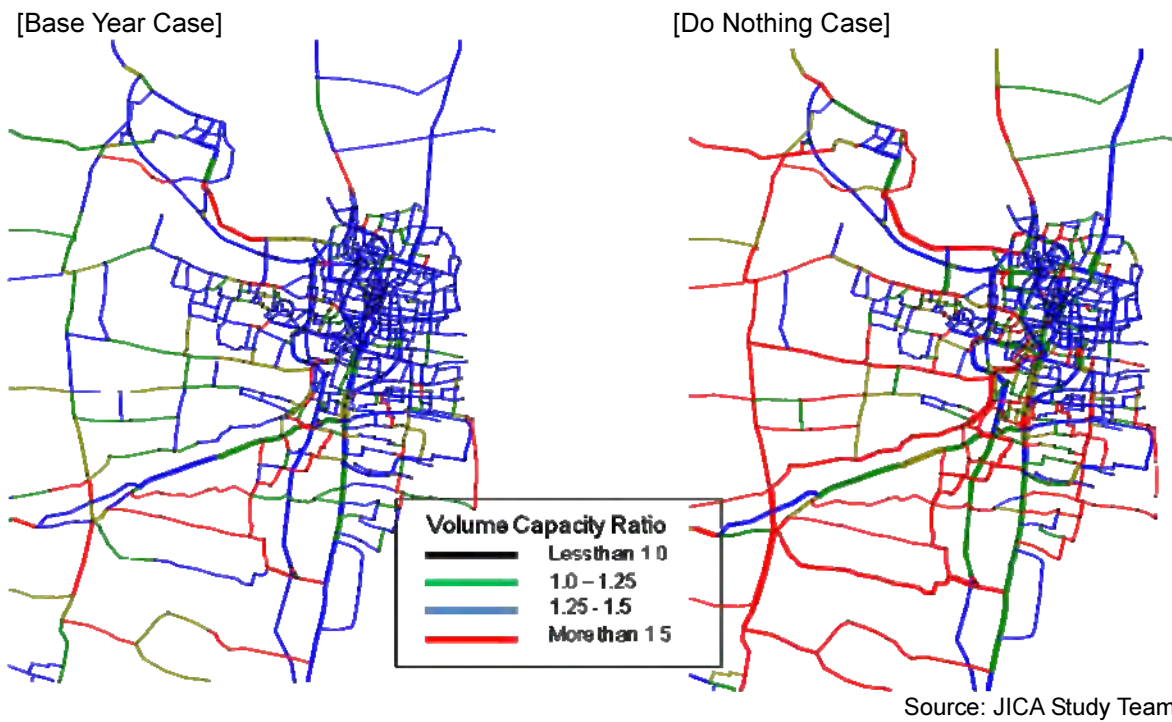 [Base Year Case]
[Do Nothing Case]
Volume Capacity Ratio
Less than 1 0
1.0 – 1.25
1.25 - 1.5
More than 1 5
Source: JICA Study Team